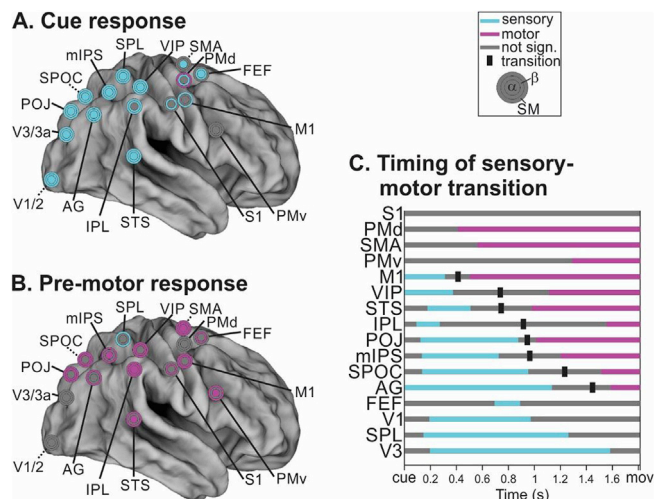 A. Cue response
SPL
VIP
SMA
PMd
FEF
mIPS
SPOC
POJ
V3/3a
V1/2
AG
IPL
STS
S1
PMv
M1
sensory
motor
not sign.
transition
α
β
SM
B. Pre-motor response
SPL
VIP
SMA
PMd
FEF
mIPS
SPOC
POJ
V3/3a
V1/2
AG
IPL
STS
S1
PMv
M1
C. Timing of sensory-
motor transition
S1
PMd
SMA
PMv
M1
VIP
STS
IPL
POJ
mIPS
SPOC
AG
FEF
V1
SPL
V3
cue 0.2 0.4 0.6 0.8 1 1.2 1.4 1.6 mov
Time (s)